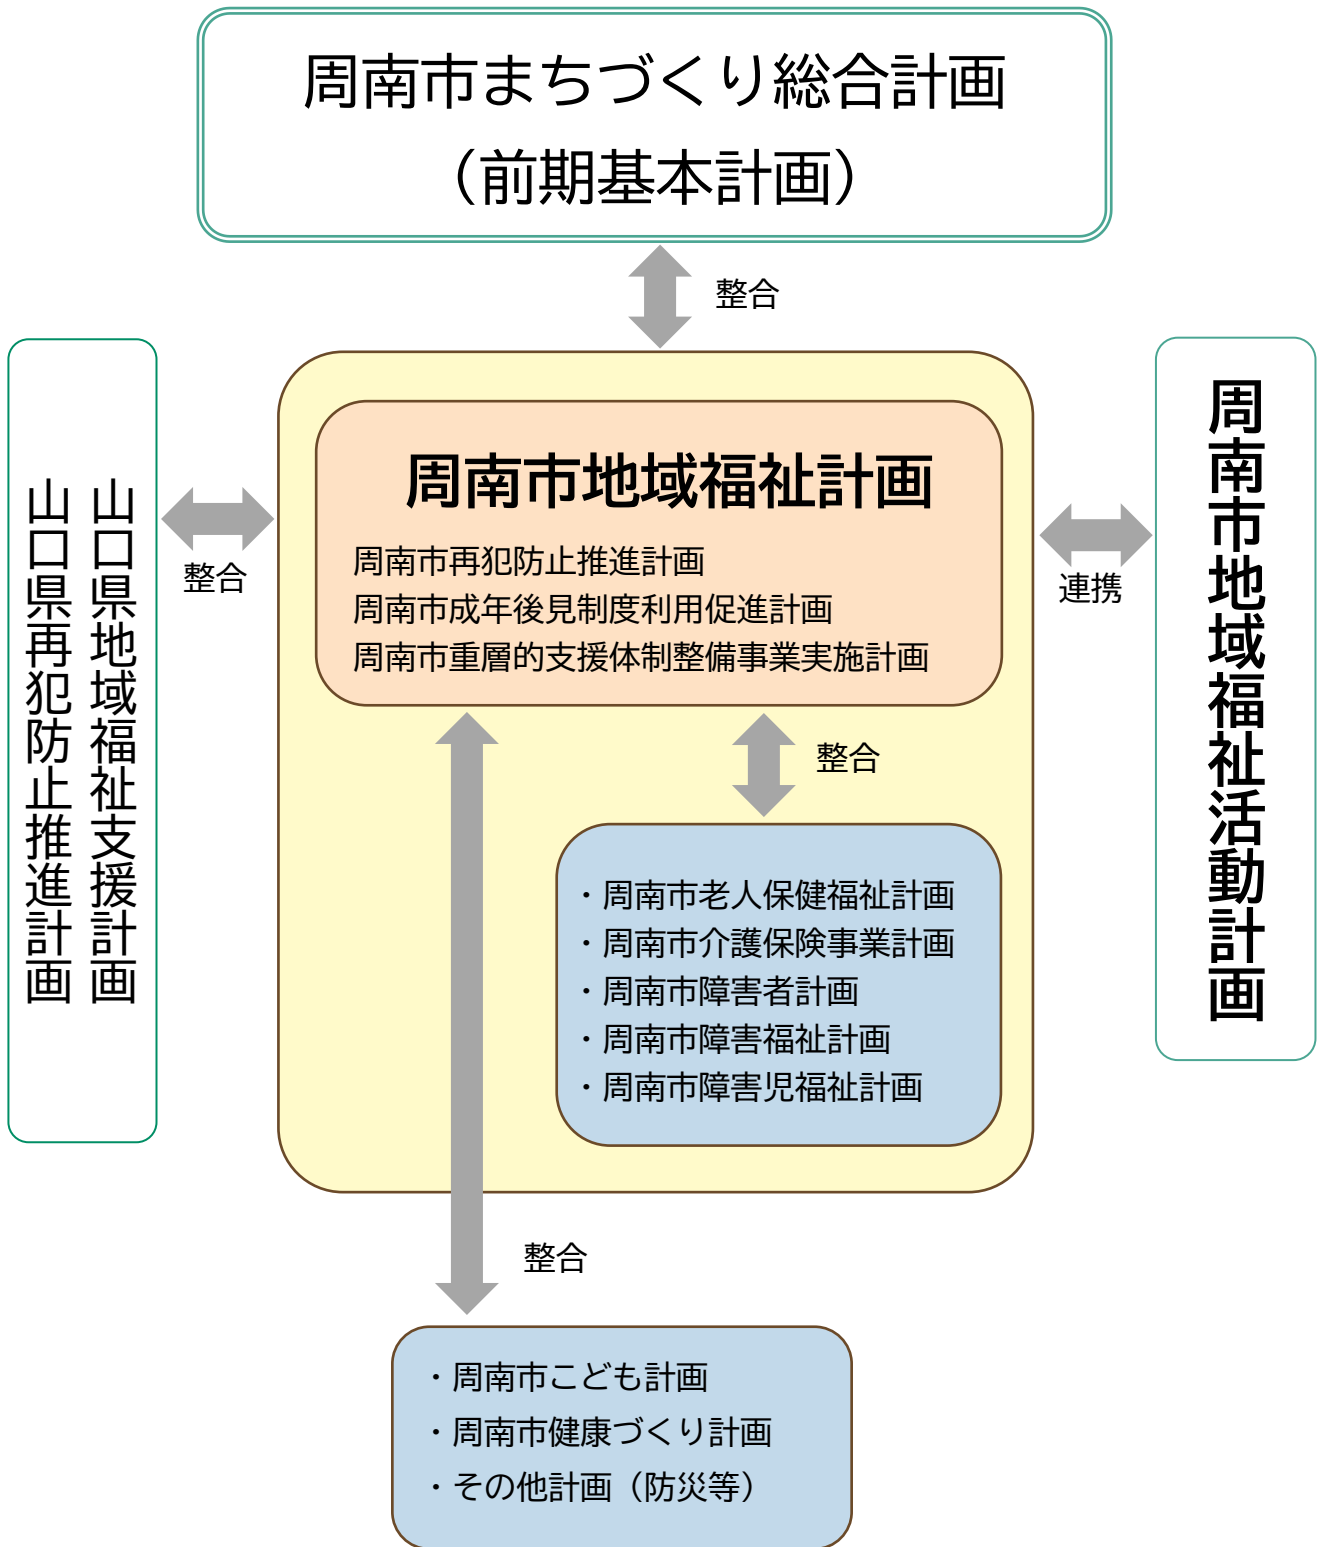 周南市まちづくり総合計画
（前期基本計画）
整合
山口県地域福祉支援計画
山口県再犯防止推進計画
整合
周南市地域福祉計画
周南市再犯防止推進計画
周南市成年後見制度利用促進計画
周南市重層的支援体制整備事業実施計画
連携
周南市地域福祉活動計画
整合
・周南市老人保健福祉計画
・周南市介護保険事業計画
・周南市障害者計画
・周南市障害福祉計画
・周南市障害児福祉計画
整合
・周南市こども計画
・周南市健康づくり計画
・その他計画（防災等）